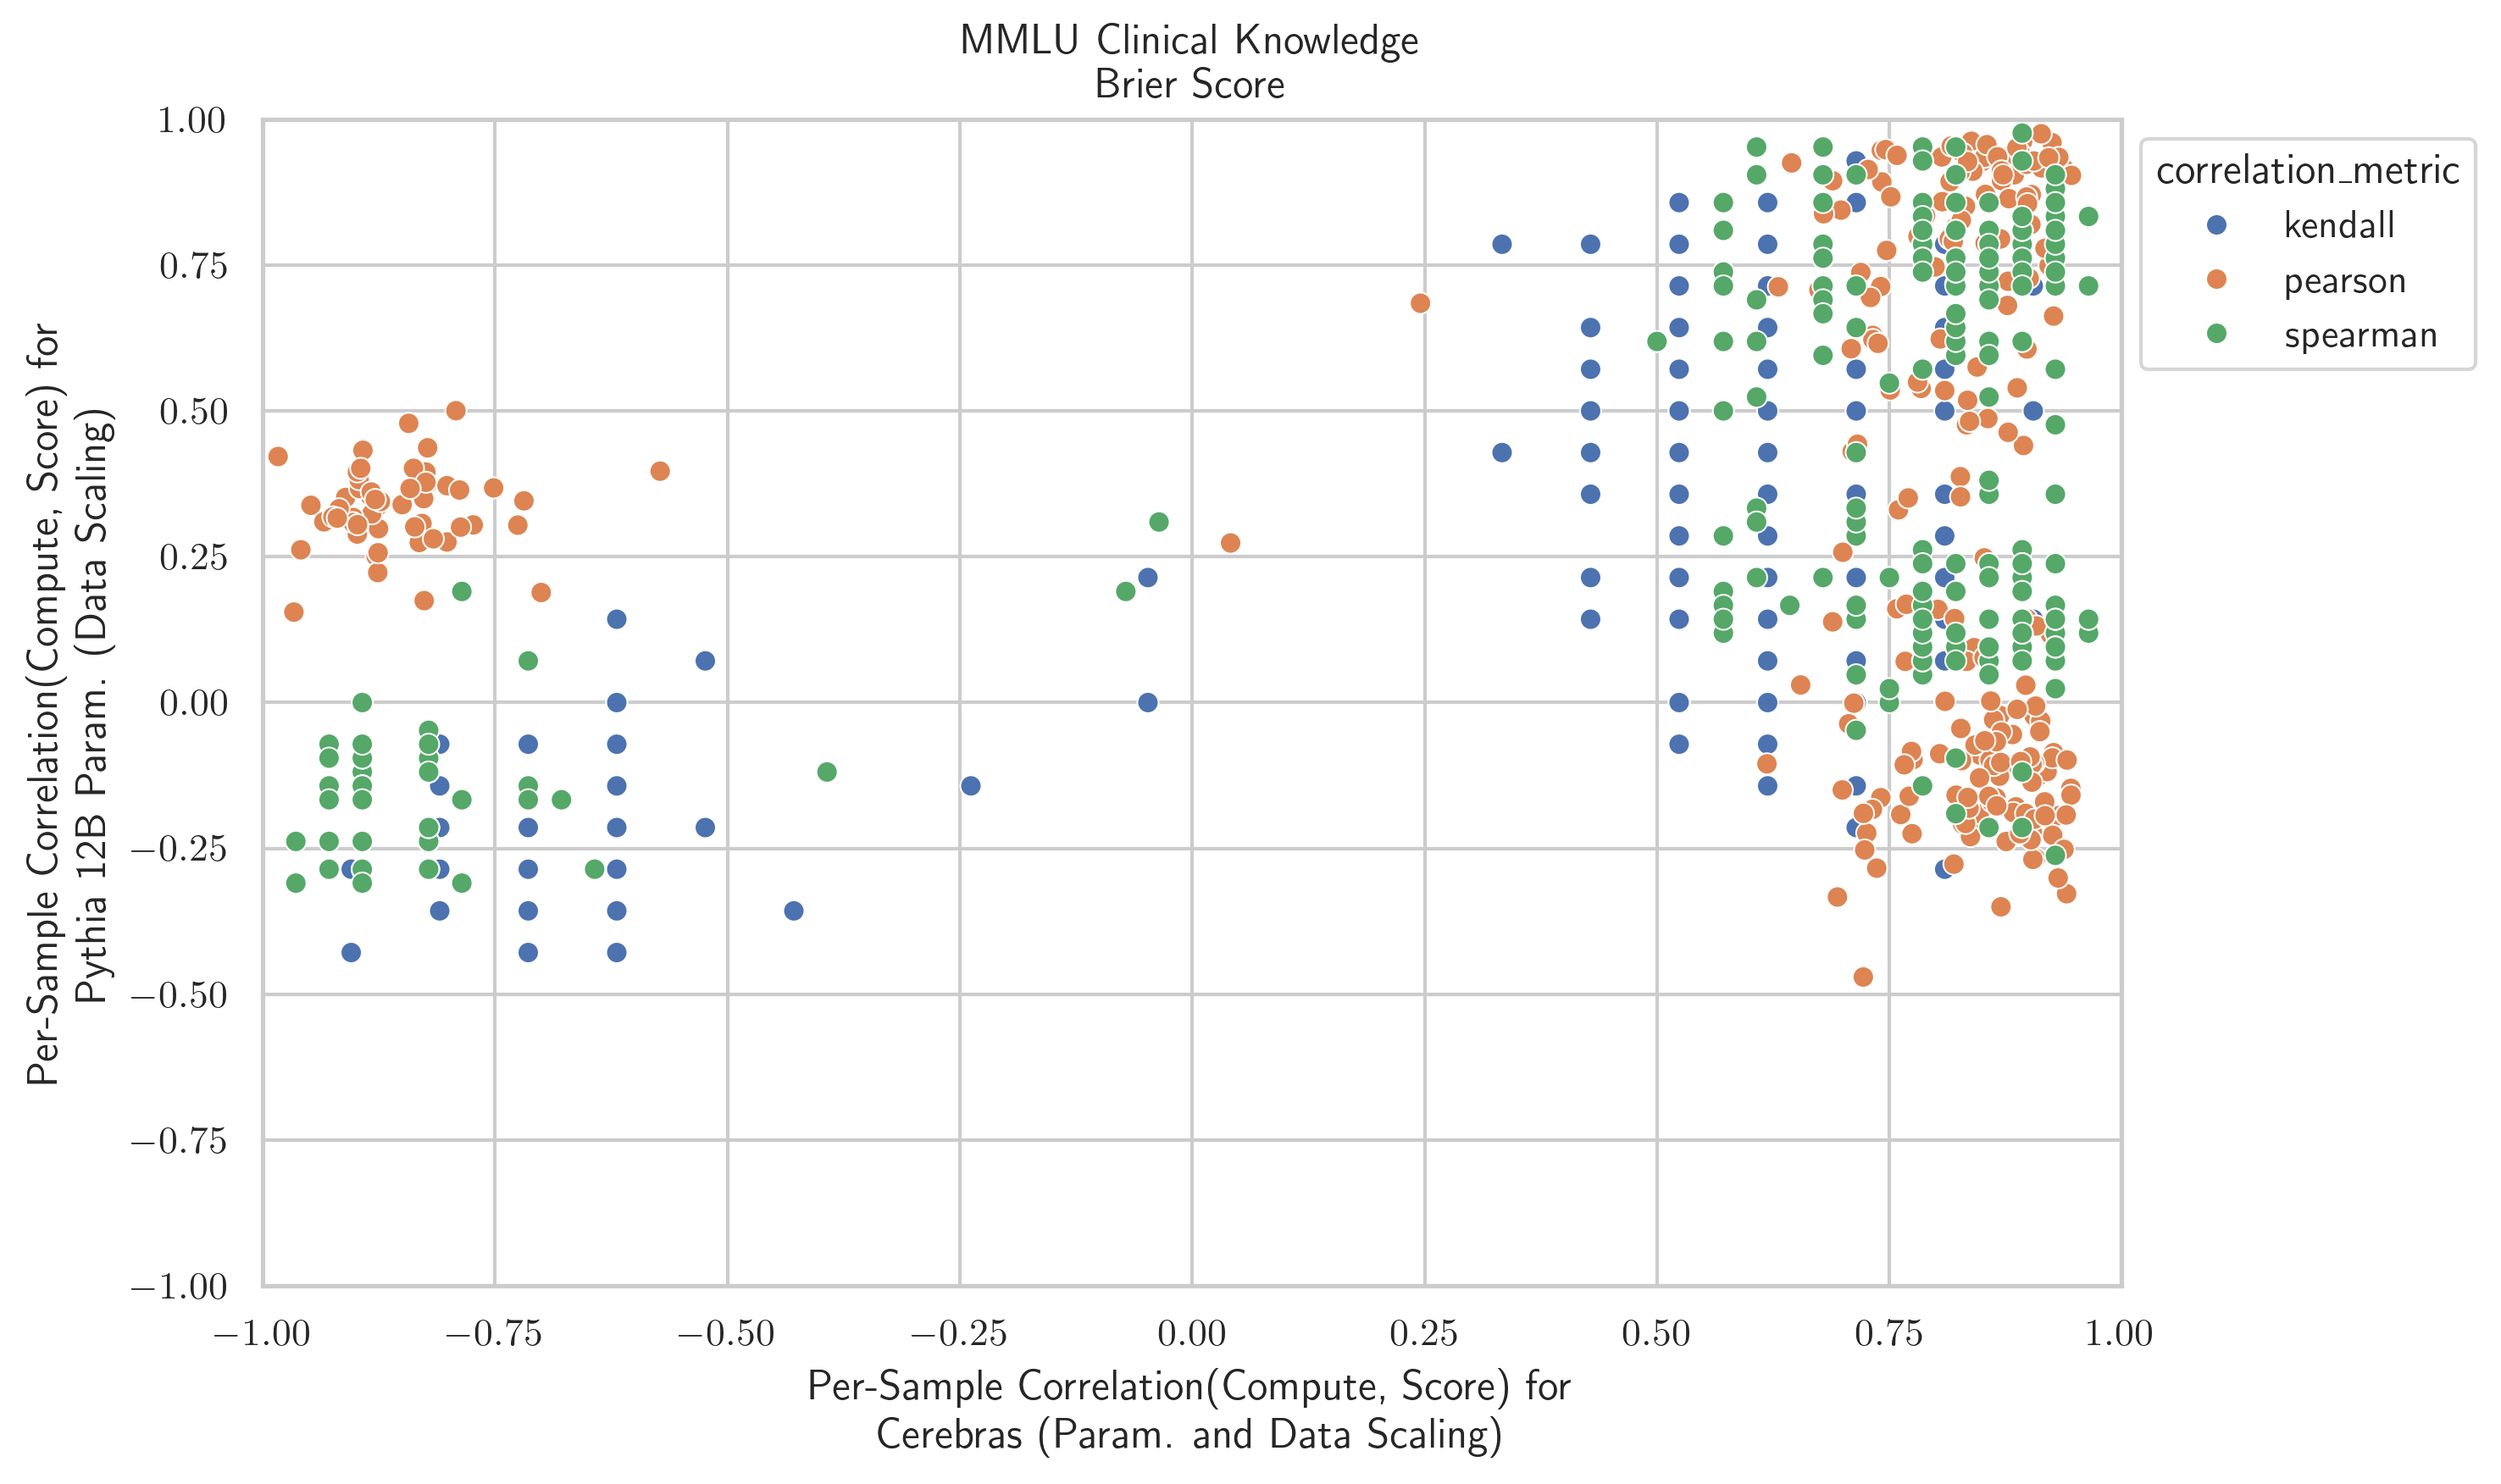 MMLU Clinical Knowledge
Brier Score
Per-Sample Correlation(Compute, Score) for
Pythia 12B Param. (Data Scaling)
1.00
0.75
0.50
0.25
0.00
−0.25
−0.50
−0.75
−1.00
−1.00 −0.75 −0.50 −0.25 0.00 0.25 0.50 0.75 1.00
Per-Sample Correlation(Compute, Score) for
Cerebras (Param. and Data Scaling)
correlation_metric
kendall
pearson
spearman